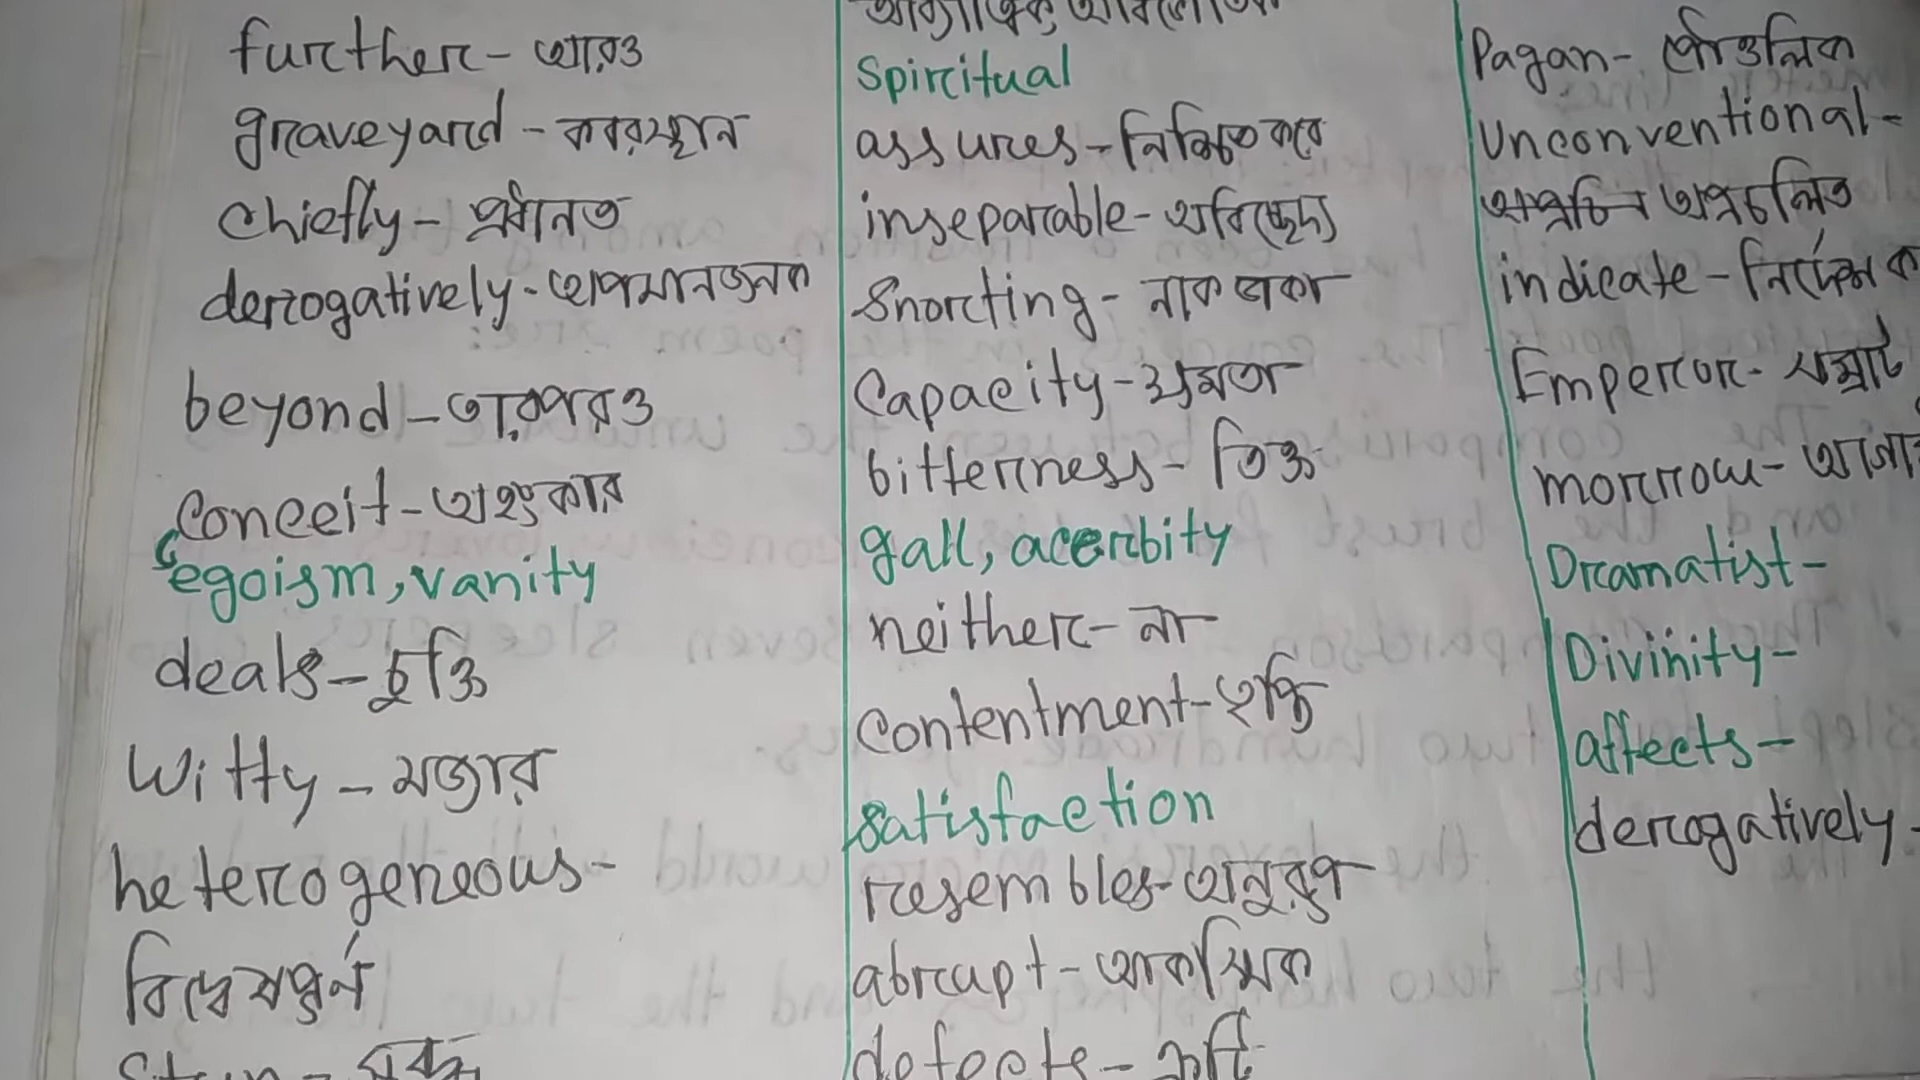 further - আরও
graveyard - কবরস্থান
chiefly - প্রধানত
derogatively - অপমানজনক
beyond - তারপরও
Conceit - অহংকার
egoism, vanity
deals - চুক্তি
Witty - মজার
heterogeneous -
বিদ্বেষপূর্ণ
Spiritual
assures - নিশ্চিত করে
inseparable - অবিচ্ছেদ্য
Snorting - নাক ডাকা
Capacity - ক্ষমতা
bitterness - তিক্ত
gall, acerbity
neither - না
Contentment -
satisfaction
resembles - অনুরুপ
abrupt - আকস্মিক
defects - ত্রুটি
Pagan - পৌত্তলিক
Unconventional -
অপ্রচলিত
indicate - নির্দেশ ক
Emperor - সম্রাট
morrow -
Dramatist -
Divinity -
affects -
derogatively -